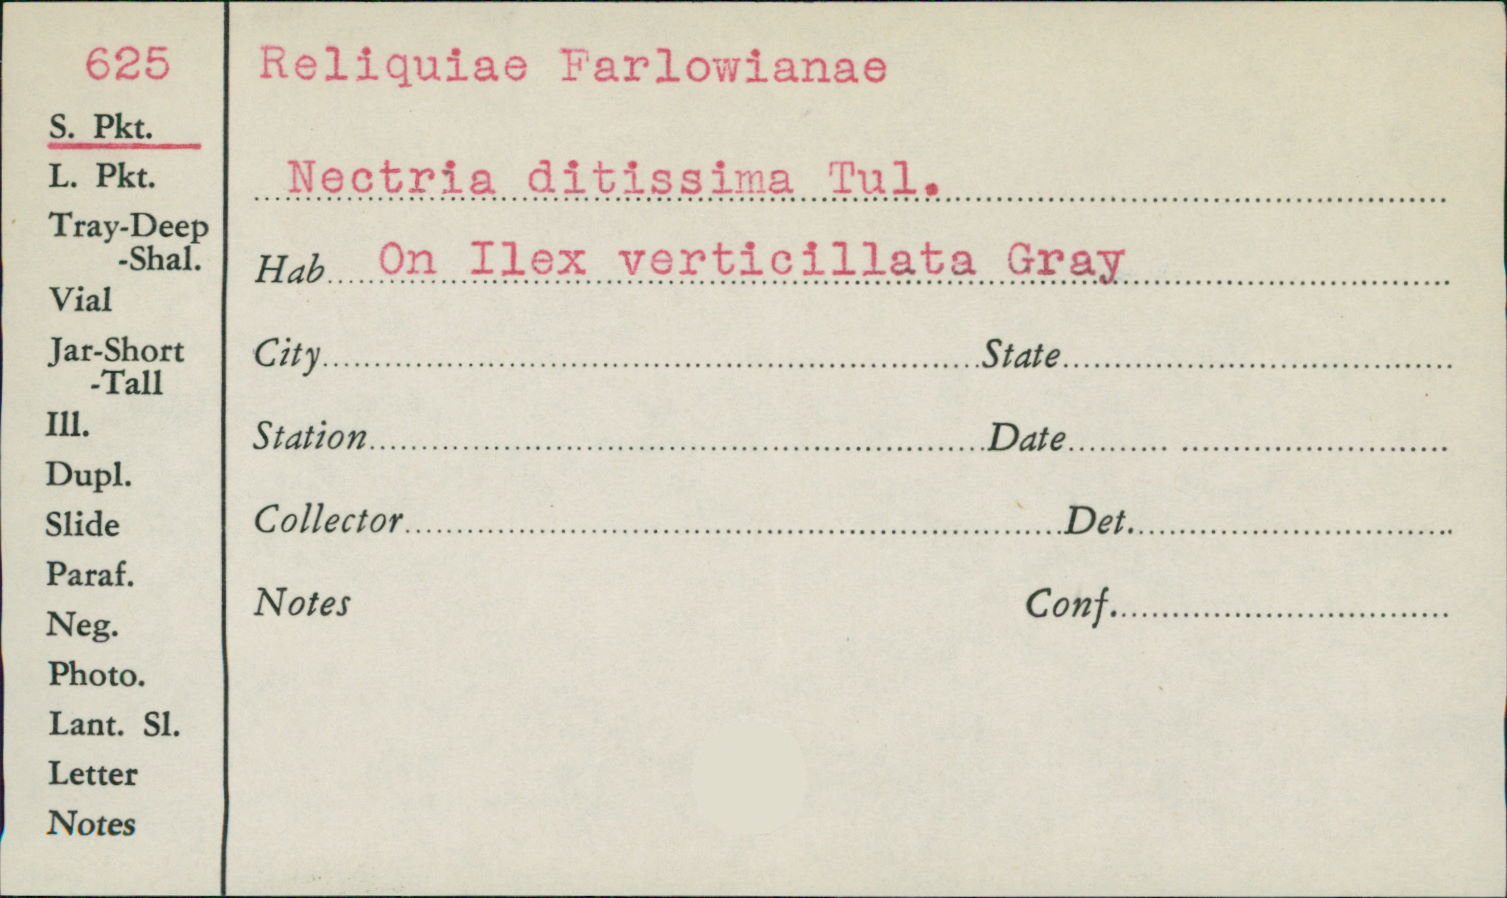 625
S. Pkt.
L. Pkt.
Tray-Deep
-Shal.
Vial
Jar-Short
-Tall
Ill.
Dupl.
Slide
Paraf.
Neg.
Photo.
Lant. Sl.
Letter
Notes
Reliquiae Farlowianae
Nectria ditissima Tul.
Hab On Ilex verticillata Gray
City State
Station Date
Collector Det.
Notes Conf.